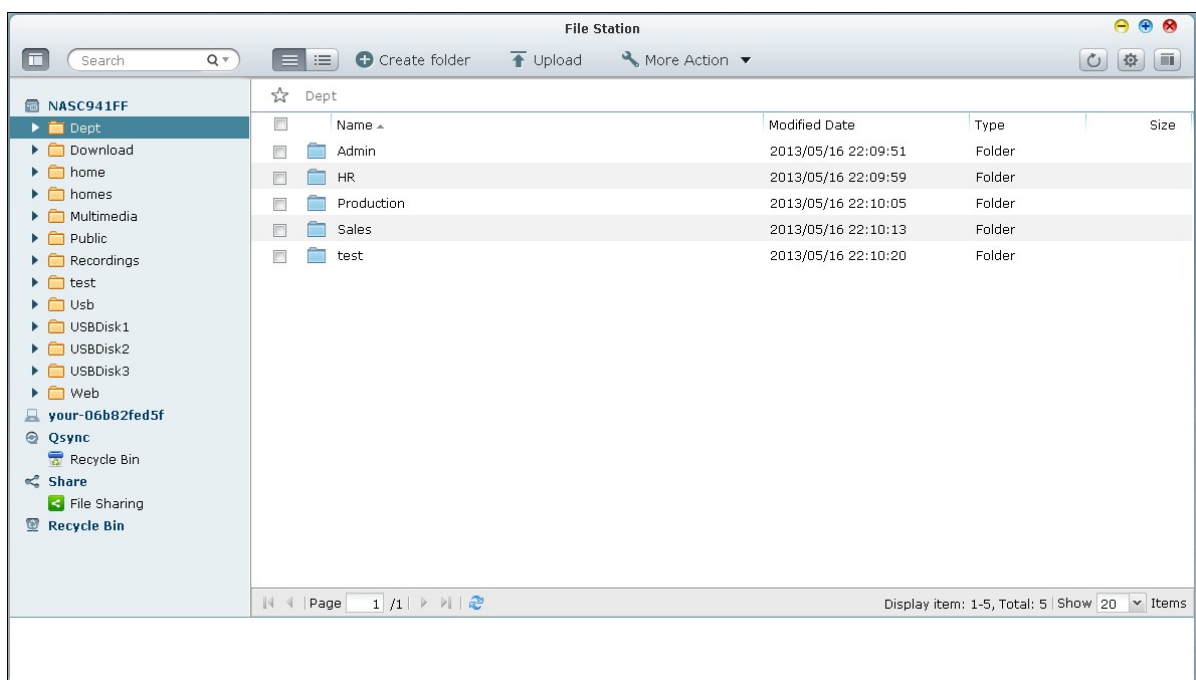 File Station
Search
Create folder
Upload
More Action
NASC941FF
Dept
Download
home
homes
Multimedia
Public
Recordings
test
Usb
USBDisk1
USBDisk2
USBDisk3
Web
your-06b82fed5f
Qsync
Recycle Bin
Share
File Sharing
Recycle Bin
Dept
Name Modified Date Type Size
Admin 2013/05/16 22:09:51 Folder
HR 2013/05/16 22:09:59 Folder
Production 2013/05/16 22:10:05 Folder
Sales 2013/05/16 22:10:13 Folder
test 2013/05/16 22:10:20 Folder
Page 1 /1 Display item: 1-5, Total: 5 Show 20 Items